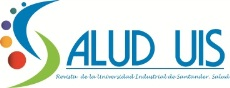 SALUD UIS
Revista de la Universidad Industrial de Santander. Salud